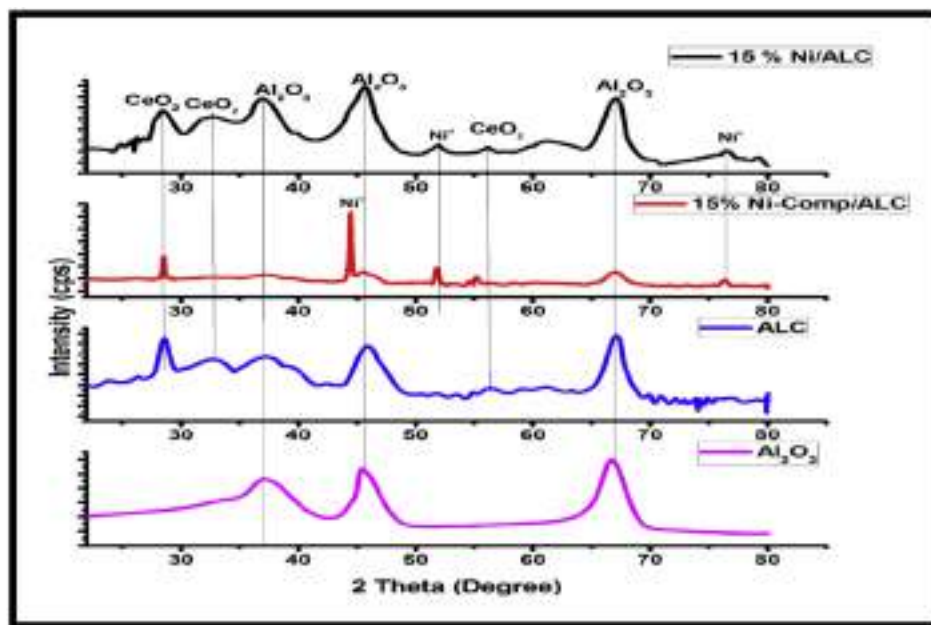 15 % Ni/ALC
CeO₂ CeO₂ Al₂O₃ Al₂O₃ Ni° CeO₂ Al₂O₃ Ni°
30 40 50 60 70 80
15% Ni-Comp/ALC
Ni°
30 40 50 60 70 80
ALC
30 40 50 60 70 80
Al₂O₃
30 40 50 60 70 80
Intensity (cps)
2 Theta (Degree)